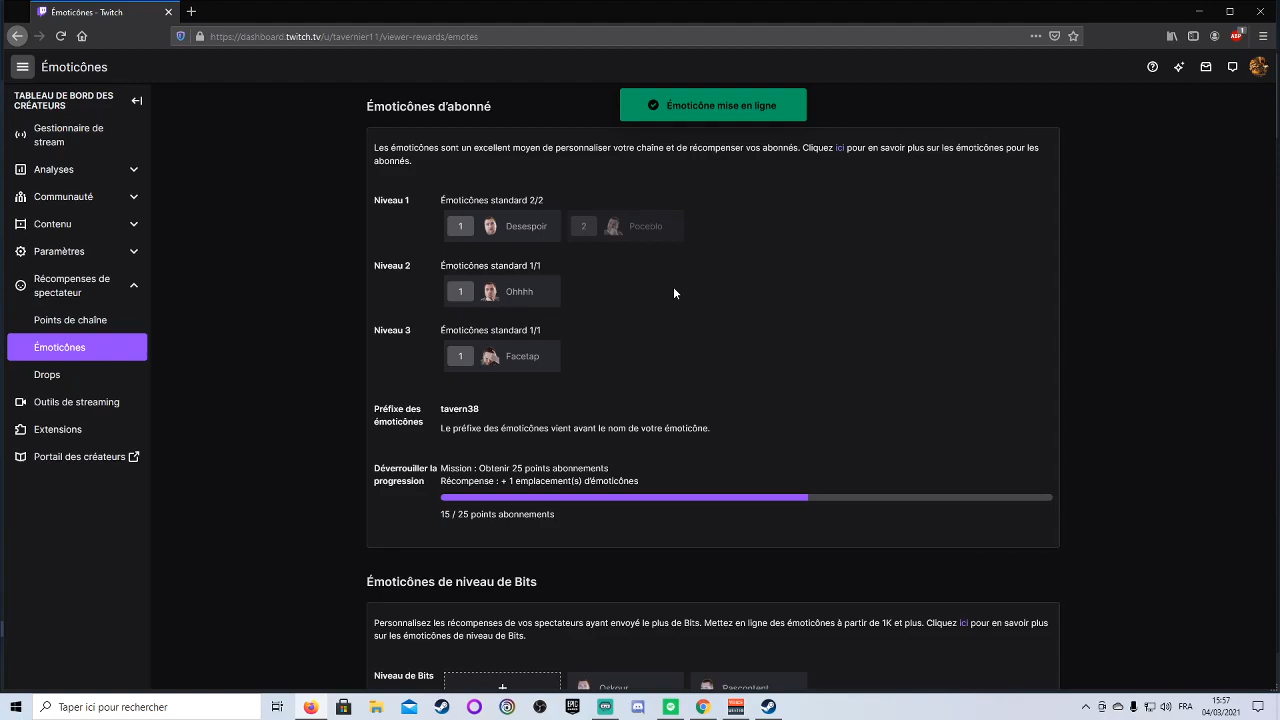 Émoticônes - Twitch
https://dashboard.twitch.tv/u/tavernier11/viewer-rewards/emotes
Émoticônes
TABLEAU DE BORD DES
CRÉATEURS
Gestionnaire de
stream
Analyses
Communauté
Contenu
Paramètres
Récompenses de
spectateur
Points de chaîne
Émoticônes
Drops
Outils de streaming
Extensions
Portail des créateurs
Émoticône mise en ligne
Émoticônes d'abonné
Les émoticônes sont un excellent moyen de personnaliser votre chaîne et de récompenser vos abonnés. Cliquez ici pour en savoir plus sur les émoticônes pour les
abonnés.
Niveau 1
Émoticônes standard 2/2
1 Desespoir
2 Poceblo
Niveau 2
Émoticônes standard 1/1
1 Ohhhh
Niveau 3
Émoticônes standard 1/1
1 Facetap
Préfixe des
émoticônes
tavern38
Le préfixe des émoticônes vient avant le nom de votre émoticône.
Déverrouiller la
progression
Mission : Obtenir 25 points abonnements
Récompense : + 1 emplacement(s) d'émoticônes
15 / 25 points abonnements
Émoticônes de niveau de Bits
Personnalisez les récompenses de vos spectateurs ayant envoyé le plus de Bits. Mettez en ligne des émoticônes à partir de 1K et plus. Cliquez ici pour en savoir plus
sur les émoticônes de niveau de Bits.
Niveau de Bits
+
Oskour
Rascontent
Taper ici pour rechercher
FRA
15:57
04/03/2021
ABP
EPIC